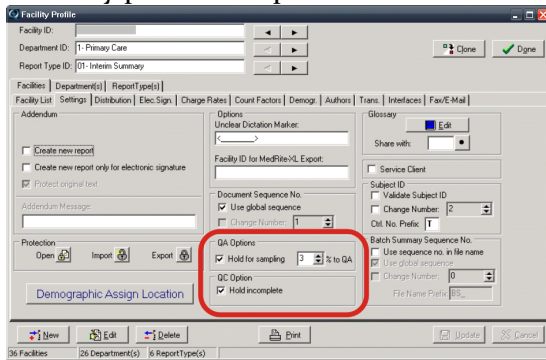 Facility Profile
Facility ID:
Department ID: 1- Primary Care
Report Type ID: 01- Interim Summary
Clone
Done
Facilities Department(s) ReportType(s)
Facility List Settings Distribution Elec.Sign. Charge Rates Count Factors Demogr. Authors Trans. Interfaces Fax/E-Mail
Addendum
Create new report
Create new report only for electronic signature
Protect original text
Addendum Message:
Protection
Open Import Export
Demographic Assign Location
Options
Unclear Dictation Marker:
<______>
Facility ID for MedRite-XL Export:
Document Sequence No.
Use global sequence
Change Number: 1
QA Options
Hold for sampling 3 % to QA
QC Option
Hold incomplete
Glossary
Edit
Share with:
Service Client
Subject ID
Validate Subject ID
Change Number: 2
Ctrl. No. Prefix: T
Batch Summary Sequence No.
Use sequence no. in file name
Use global sequence
Change Number: 0
File Name Prefix: BS_
New Edit Delete Print Update Cancel
36 Facilities 26 Department(s) 6 ReportType(s)